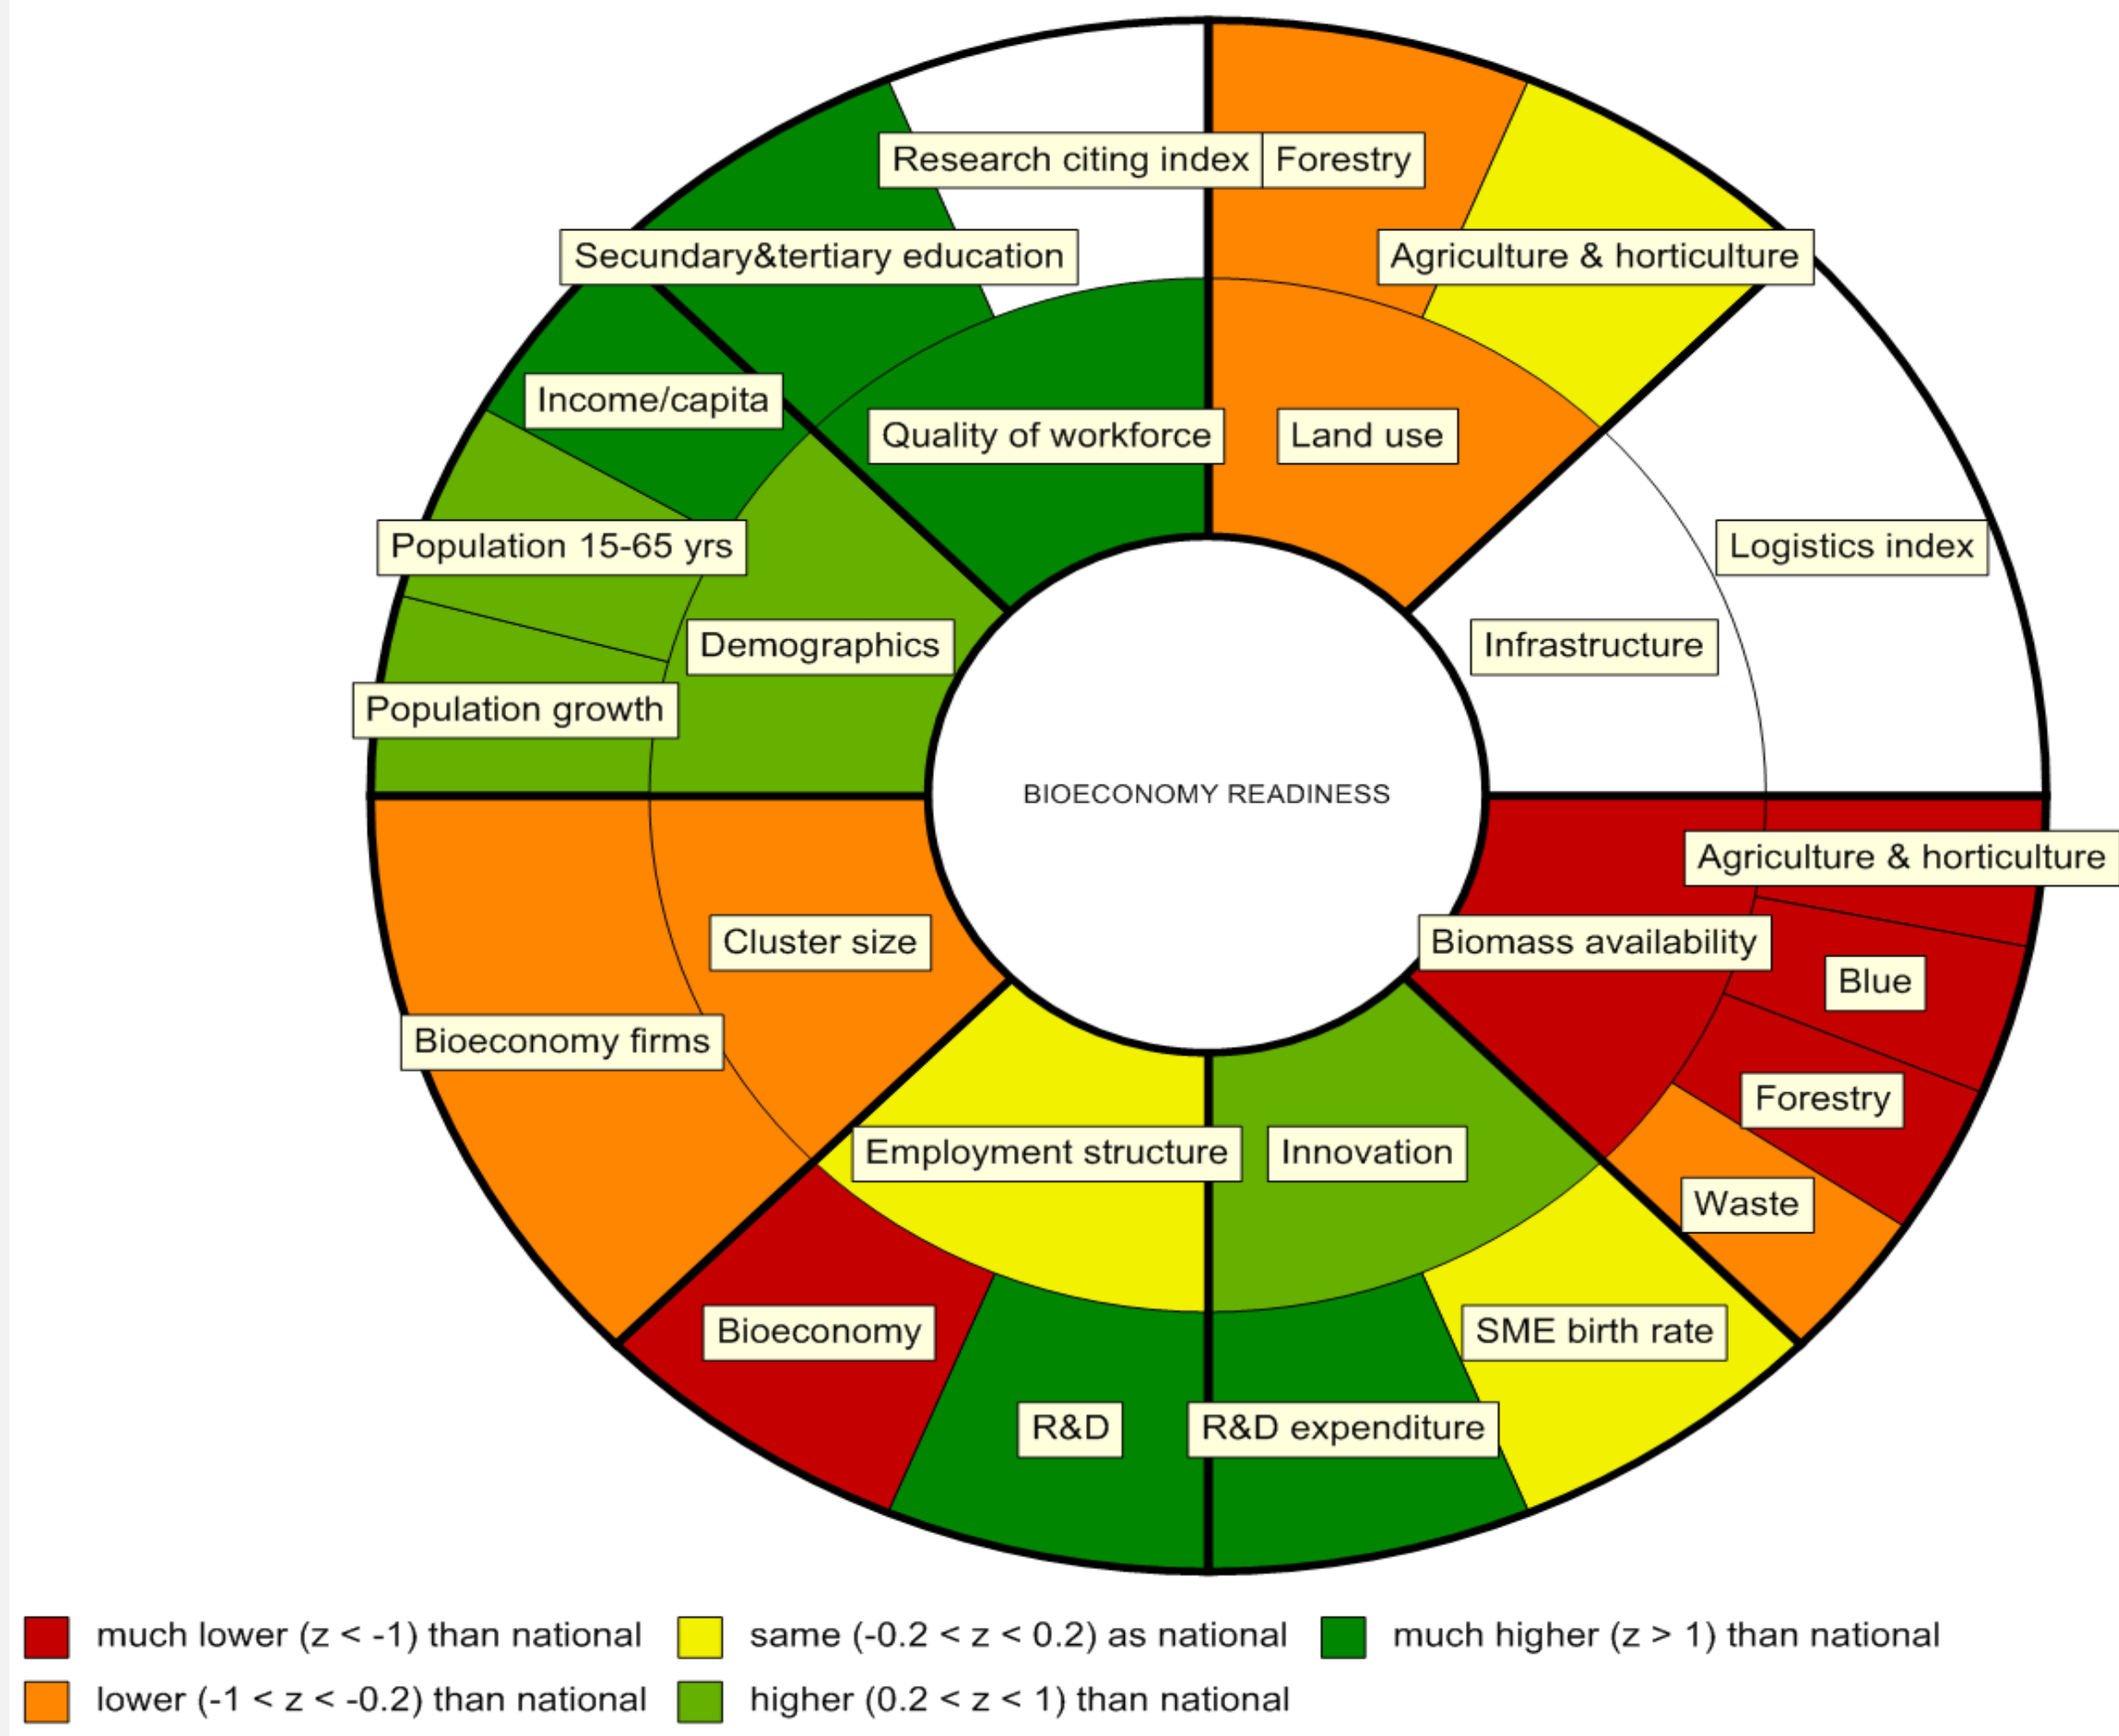 Research citing index
Forestry
Secundary&tertiary education
Agriculture & horticulture
Income/capita
Quality of workforce
Land use
Population 15-65 yrs
Logistics index
Demographics
Infrastructure
Population growth
BIOECONOMY READINESS
Agriculture & horticulture
Cluster size
Biomass availability
Blue
Bioeconomy firms
Forestry
Employment structure
Innovation
Waste
Bioeconomy
SME birth rate
R&D
R&D expenditure
much lower (z < -1) than national
same (-0.2 < z < 0.2) as national
much higher (z > 1) than national
lower (-1 < z < -0.2) than national
higher (0.2 < z < 1) than national